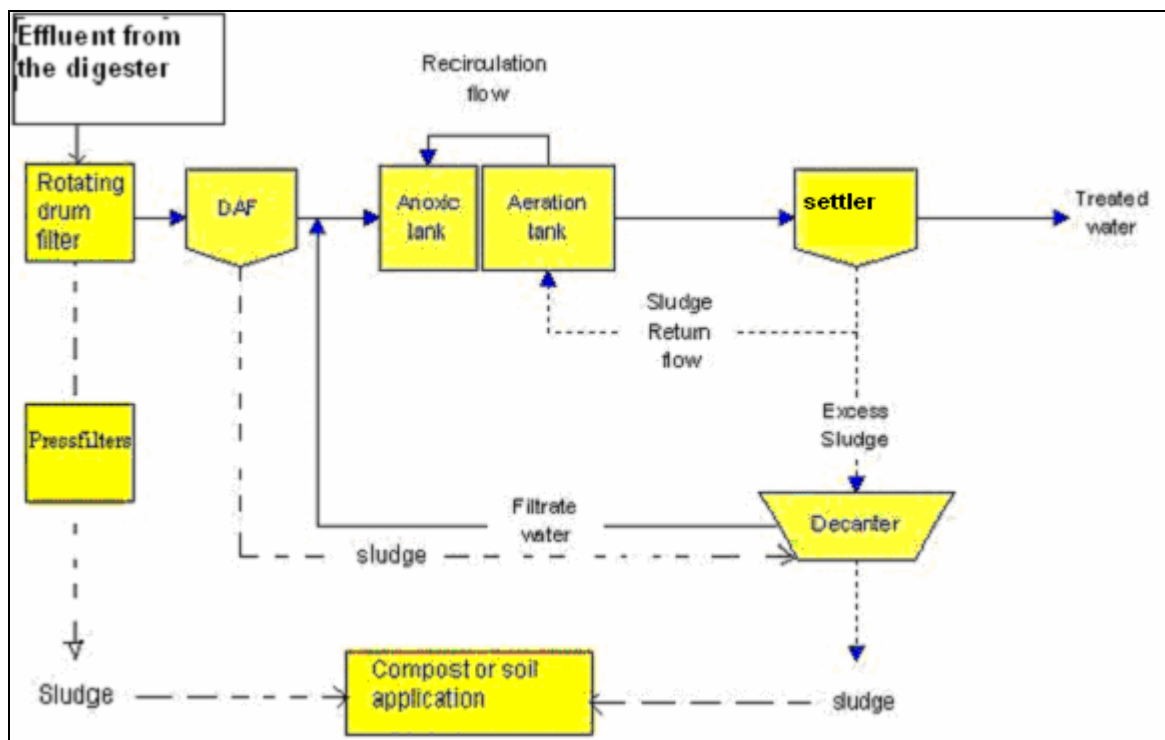 Effluent from
the digester
Recirculation
flow
Rotating
drum
filter
DAF
Anoxic
tank
Aeration
tank
settler
Treated
water
Sludge
Return
flow
Pressfilters
Excess
Sludge
Filtrate
water
Decanter
sludge
Sludge
Compost or soil
application
sludge